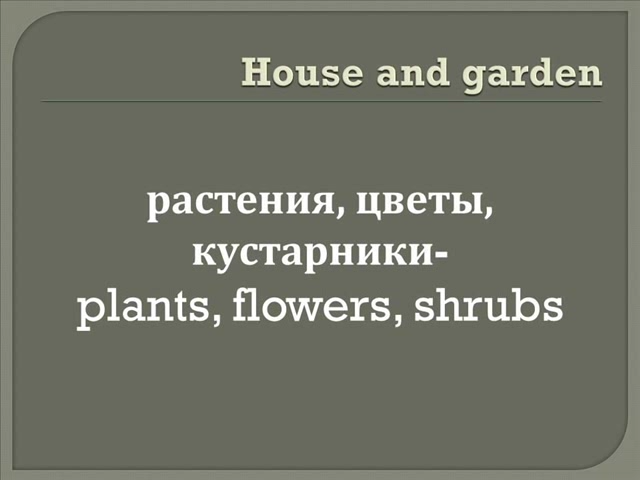 House and garden
растения, цветы,
кустарники-
plants, flowers, shrubs